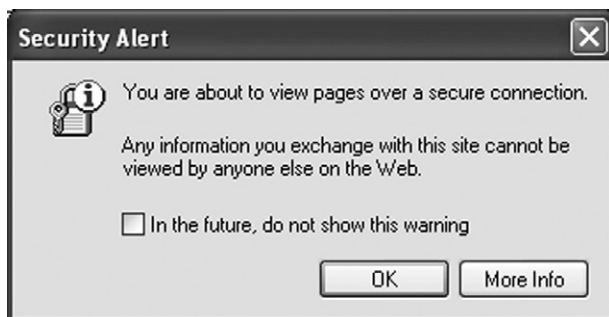 Security Alert
You are about to view pages over a secure connection.
Any information you exchange with this site cannot be
viewed by anyone else on the Web.
In the future, do not show this warning
OK More Info